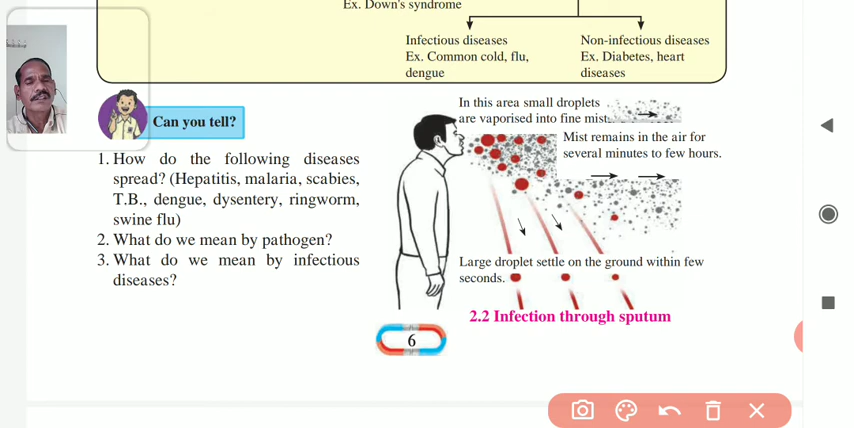 Ex. Down's syndrome
Infectious diseases
Ex. Common cold, flu,
dengue
Non-infectious diseases
Ex. Diabetes, heart
diseases
Can you tell?
1. How do the following diseases
spread? (Hepatitis, malaria, scabies,
T.B., dengue, dysentery, ringworm,
swine flu)
2. What do we mean by pathogen?
3. What do we mean by infectious
diseases?
In this area small droplets
are vaporised into fine mist.
Mist remains in the air for
several minutes to few hours.
Large droplet settle on the ground within few
seconds.
2.2 Infection through sputum
6